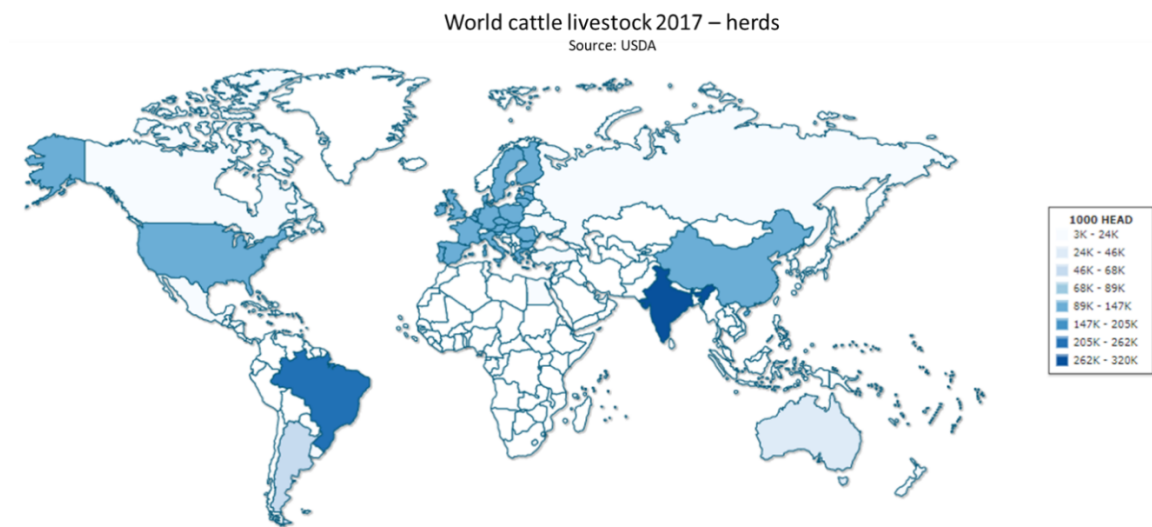 World cattle livestock 2017 – herds
Source: USDA
1000 HEAD
3K - 24K
24K - 46K
46K - 68K
68K - 89K
89K - 147K
147K - 205K
205K - 262K
262K - 320K